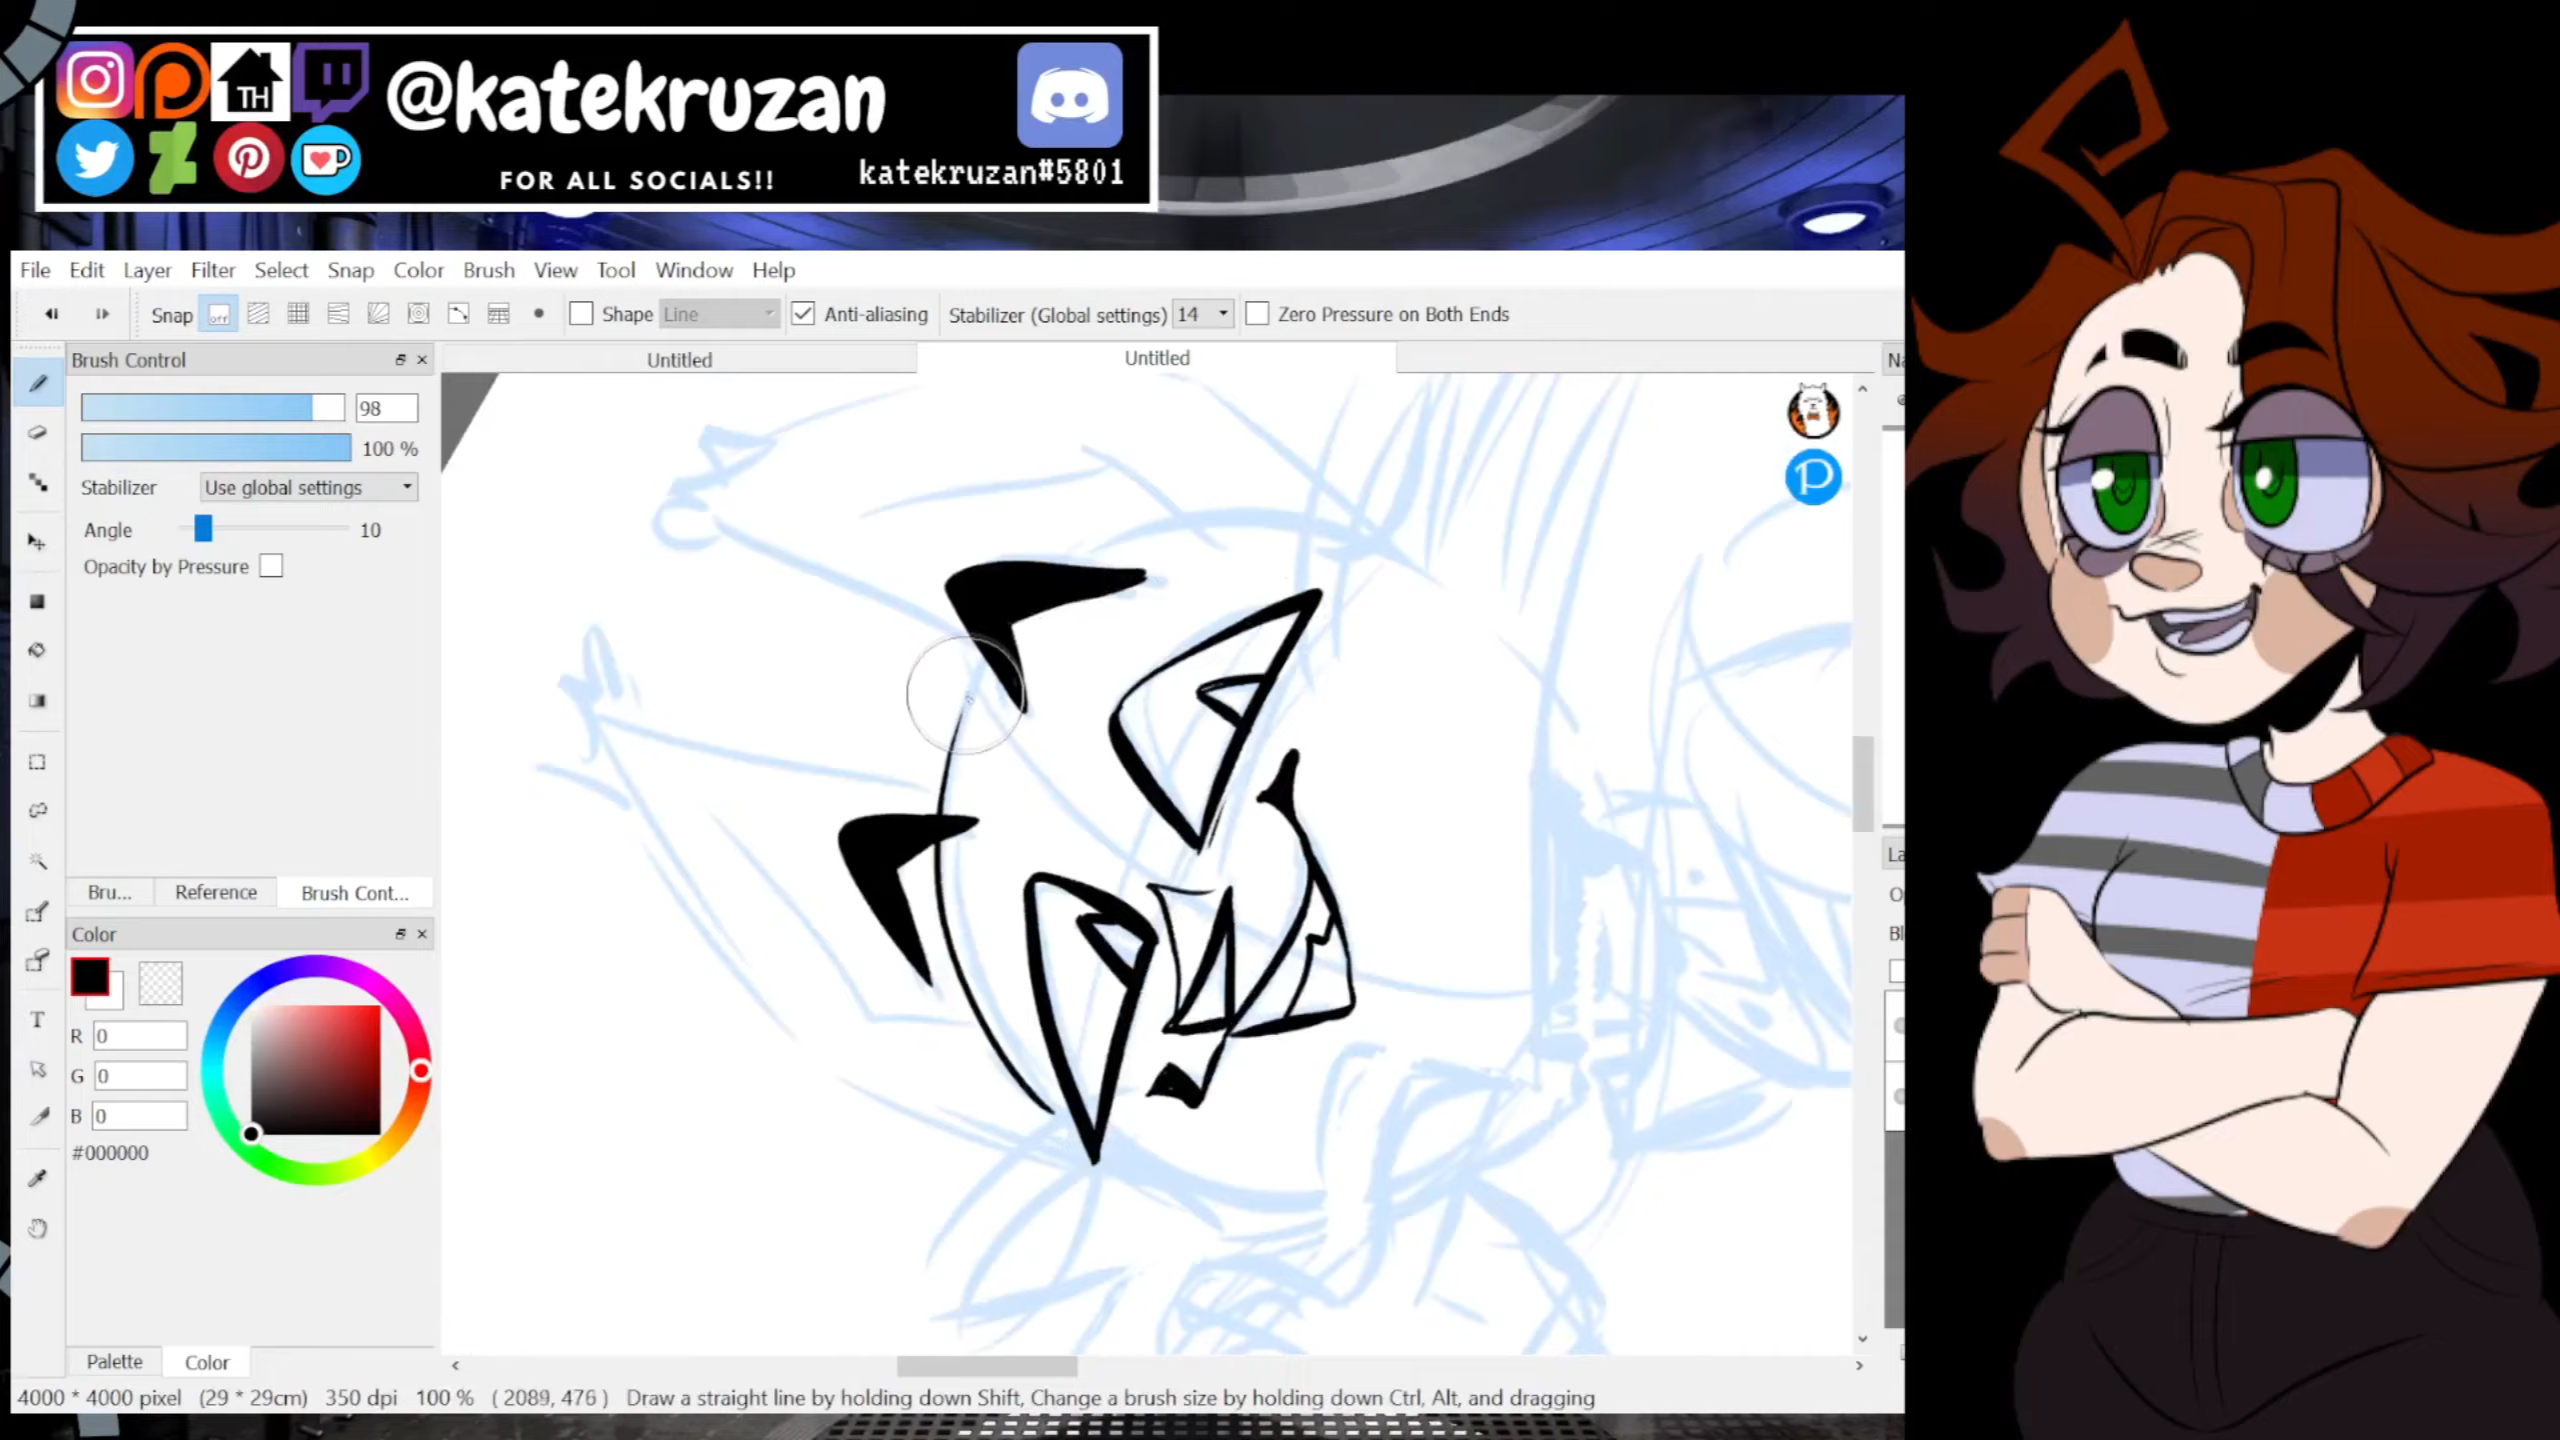 TH
@katekruzan
FOR ALL SOCIALS!!
katekruzan#5801
File Edit Layer Filter Select Snap Color Brush View Tool Window Help
Snap off Shape Line Anti-aliasing Stabilizer (Global settings) 14 Zero Pressure on Both Ends
Brush Control
Untitled
Untitled
98
100 %
Stabilizer Use global settings
Angle 10
Opacity by Pressure
Bru... Reference Brush Cont...
Color
T
R 0
G 0
B 0
#000000
Palette Color
4000 * 4000 pixel (29 * 29cm) 350 dpi 100 % ( 2089, 476 ) Draw a straight line by holding down Shift, Change a brush size by holding down Ctrl, Alt, and dragging